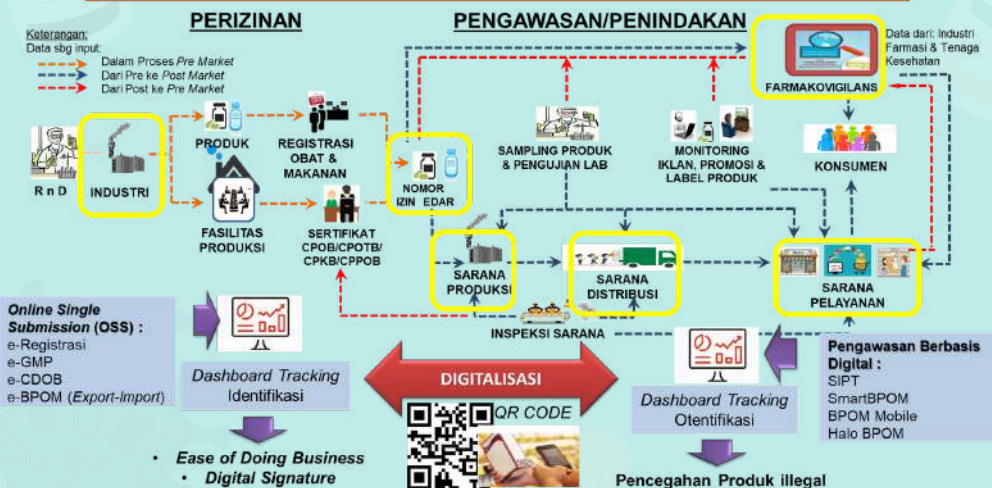 PERIZINAN
PENGAWASAN/PENINDAKAN
Keterangan:
Data sbg input:
Dalam Proses Pre Market
Dari Pre ke Post Market
Dari Post ke Pre Market
Data dari: Industri
Farmasi & Tenaga
Kesehatan
FARMAKOVIGILANS
R n D
INDUSTRI
PRODUK
REGISTRASI
OBAT &
MAKANAN
NOMOR
IZIN EDAR
FASILITAS
PRODUKSI
SERTIFIKAT
CPOB/CPOTB/
CPKB/CPPOB
SAMPLING PRODUK
& PENGUJIAN LAB
MONITORING
IKLAN, PROMOSI &
LABEL PRODUK
KONSUMEN
SARANA
PRODUKSI
SARANA
DISTRIBUSI
SARANA
PELAYANAN
INSPEKSI SARANA
Online Single
Submission (OSS) :
e-Registrasi
e-GMP
e-CDOB
e-BPOM (Export-Import)
Dashboard Tracking
Identifikasi
• Ease of Doing Business
• Digital Signature
DIGITALISASI
QR CODE
Dashboard Tracking
Otentifikasi
Pencegahan Produk illegal
Pengawasan Berbasis
Digital :
SIPT
SmartBPOM
BPOM Mobile
Halo BPOM